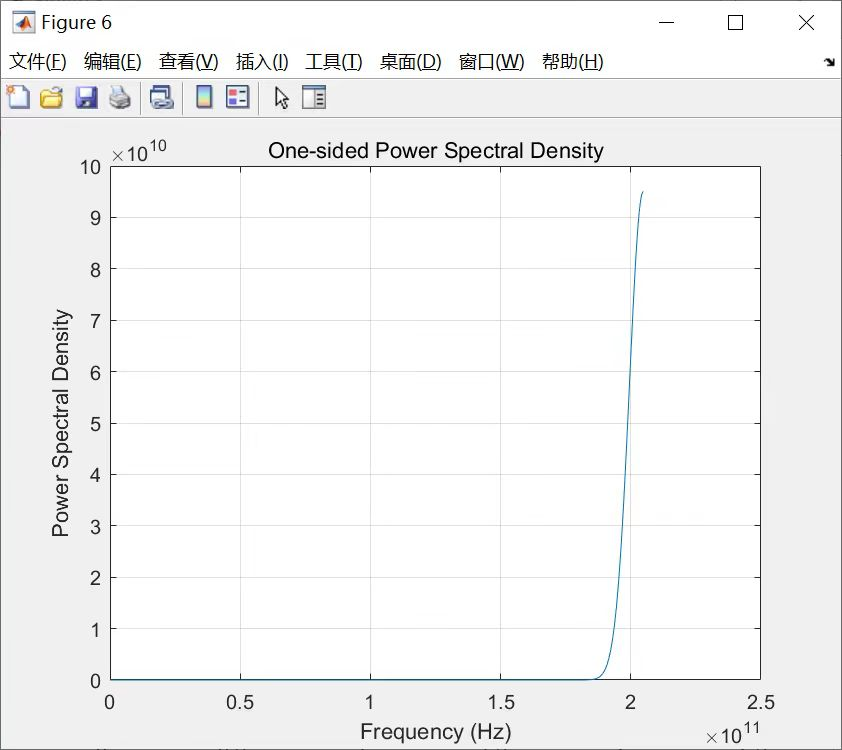 Figure 6
文件(F) 编辑(E) 查看(V) 插入(I) 工具(T) 桌面(D) 窗口(W) 帮助(H)
×10^10
One-sided Power Spectral Density
10
9
8
7
6
5
4
3
2
1
0
Power Spectral Density
0 0.5 1 1.5 2 2.5
Frequency (Hz)
×10^11